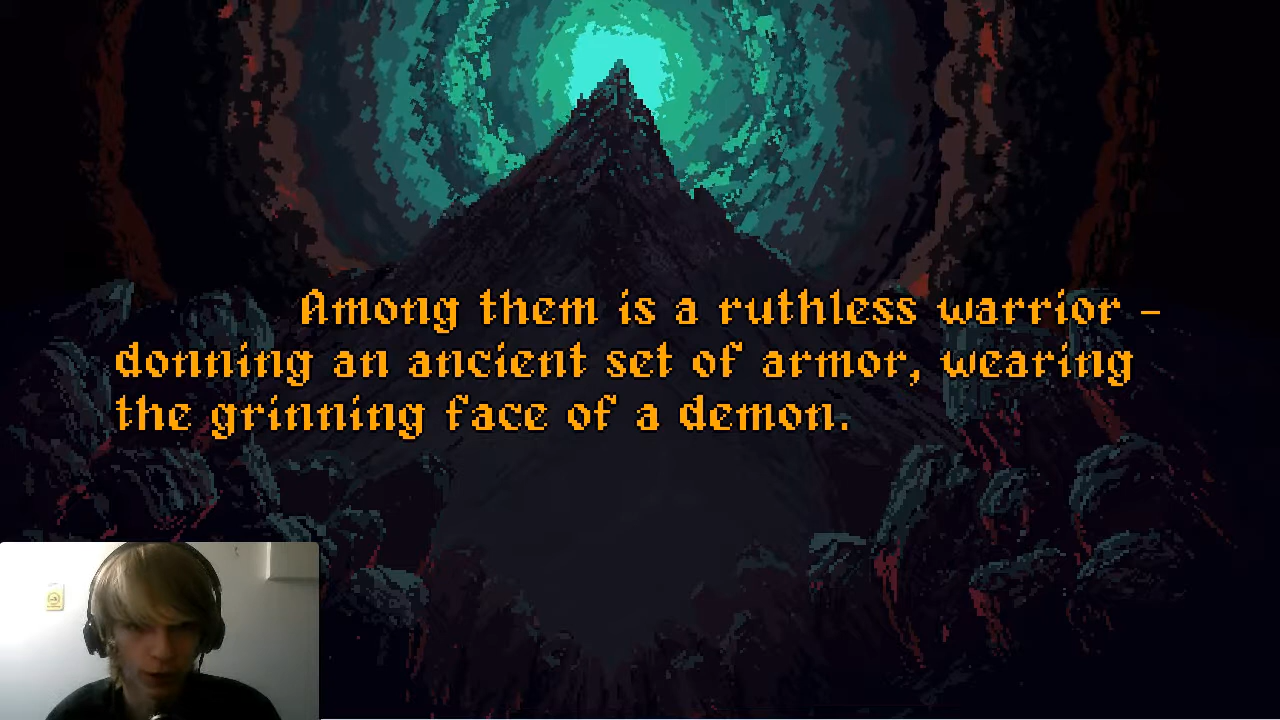 Among them is a ruthless warrior -
donning an ancient set of armor, wearing
the grinning face of a demon.